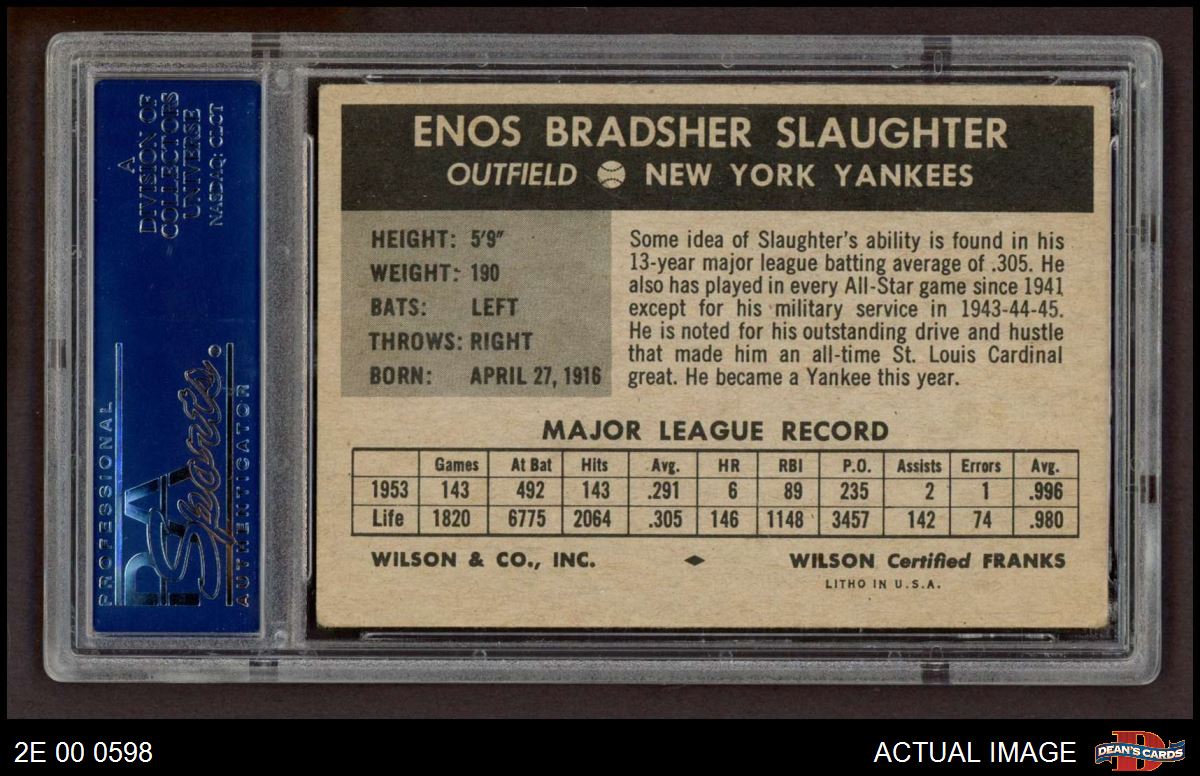 A
DIVISION OF
COLLECTORS
UNIVERSE
NASDAQ: CLCT
PROFESSIONAL
PSA
Sports
AUTHENTICATOR
ENOS BRADSHER SLAUGHTER
OUTFIELD NEW YORK YANKEES
HEIGHT: 5'9"
WEIGHT: 190
BATS: LEFT
THROWS: RIGHT
BORN: APRIL 27, 1916
Some idea of Slaughter's ability is found in his
13-year major league batting average of .305. He
also has played in every All-Star game since 1941
except for his military service in 1943-44-45.
He is noted for his outstanding drive and hustle
that made him an all-time St. Louis Cardinal
great. He became a Yankee this year.
MAJOR LEAGUE RECORD
Games At Bat Hits Avg. HR RBI P.O. Assists Errors Avg.
1953 143 492 143 .291 6 89 235 2 1 .996
Life 1820 6775 2064 .305 146 1148 3457 142 74 .980
WILSON & CO., INC. WILSON Certified FRANKS
LITHO IN U.S.A.
2E 00 0598 ACTUAL IMAGE DEAN'S CARDS